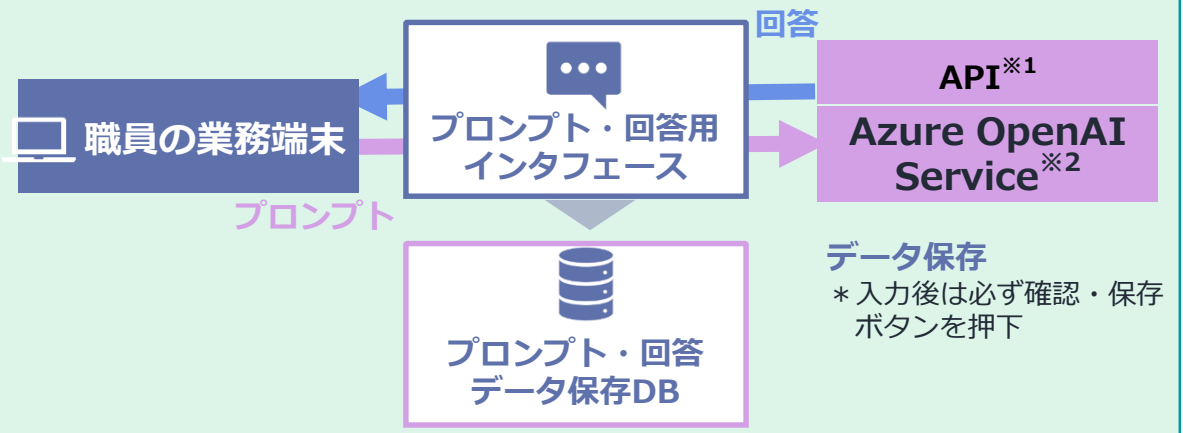 回答
職員の業務端末
プロンプト
プロンプト・回答用
インタフェース
API※1
Azure OpenAI
Service※2
プロンプト・回答
データ保存DB
データ保存
＊入力後は必ず確認・保存
ボタンを押下